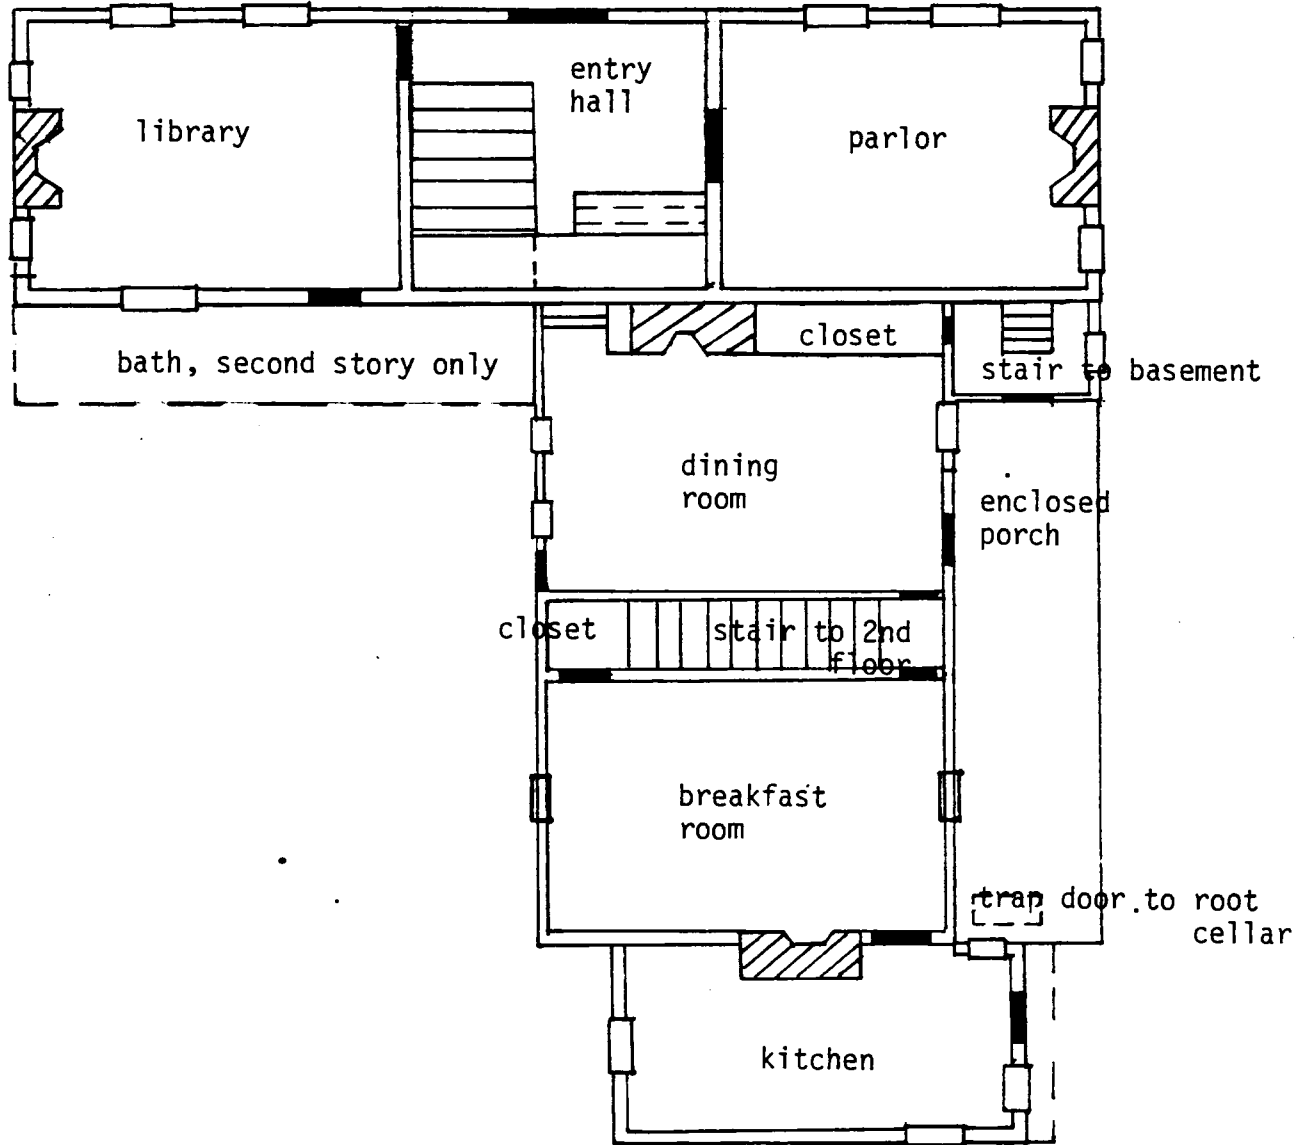 entry
hall
library
parlor
closet
bath, second story only
stair to basement
dining
room
enclosed
porch
closet
stair to 2nd
floor
breakfast
room
trap door to root
cellar
kitchen